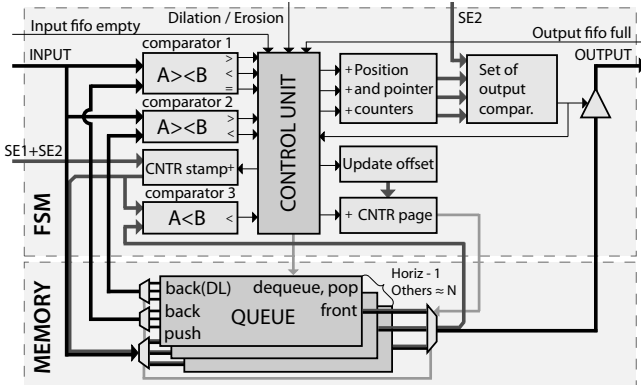 Dilation / Erosion
SE2
Input fifo empty
Output fifo full
INPUT
comparator 1
OUTPUT
A><B
>
<
=
+ Position
+ and pointer
+ counters
Set of
output
compar.
comparator 2
A><B
>
<
CONTROL UNIT
SE1+SE2
CNTR stamp+
Update offset
comparator 3
A<B
<
+ CNTR page
FSM
MEMORY
back(DL)
dequeue, pop
back
front
push
QUEUE
Horiz - 1
Others ≈ N